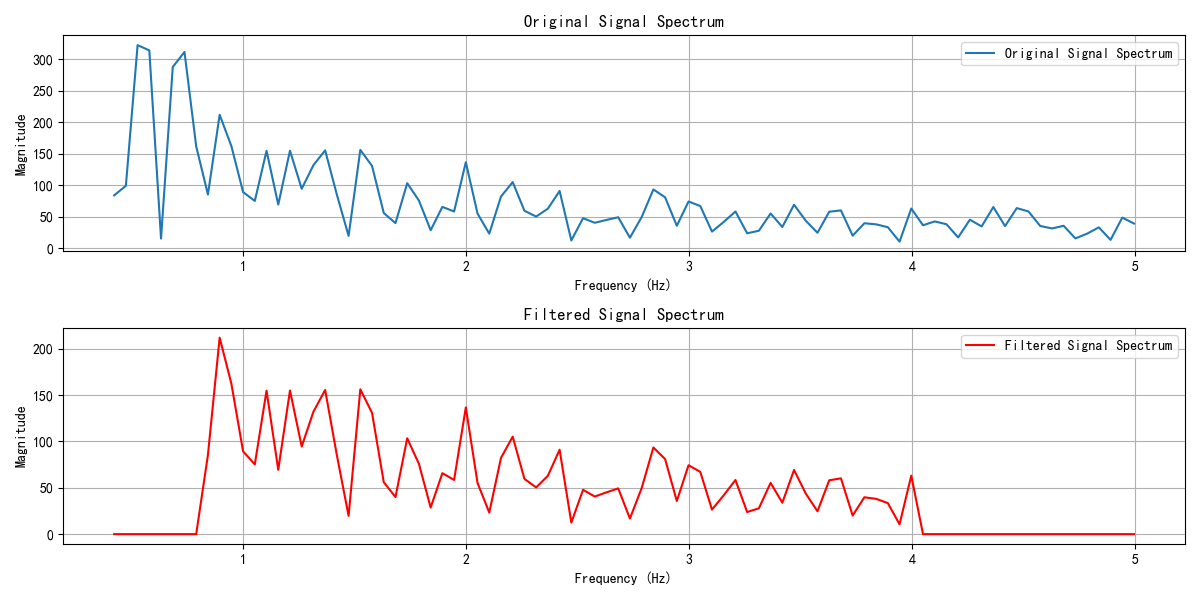 Original Signal Spectrum
Original Signal Spectrum
Magnitude
300
250
200
150
100
50
0
1 2 3 4 5
Frequency (Hz)
Filtered Signal Spectrum
Filtered Signal Spectrum
Magnitude
200
150
100
50
0
1 2 3 4 5
Frequency (Hz)